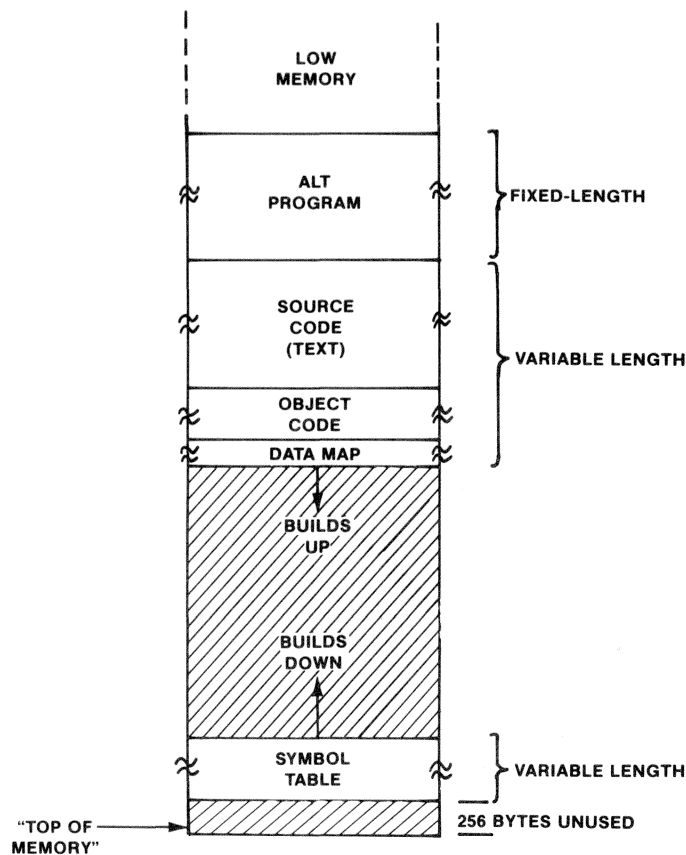 LOW
MEMORY
ALT
PROGRAM
FIXED-LENGTH
SOURCE
CODE
(TEXT)
VARIABLE LENGTH
OBJECT
CODE
DATA MAP
BUILDS
UP
BUILDS
DOWN
SYMBOL
TABLE
VARIABLE LENGTH
256 BYTES UNUSED
"TOP OF
MEMORY"